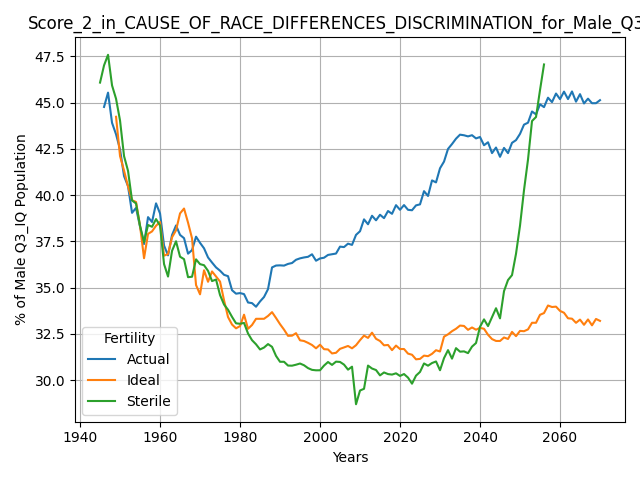 Score_2_in_CAUSE_OF_RACE_DIFFERENCES_DISCRIMINATION_for_Male_Q3
% of Male Q3_IQ Population
47.5
45.0
42.5
40.0
37.5
35.0
32.5
30.0
Fertility
Actual
Ideal
Sterile
1940
1960
1980
2000
2020
2040
2060
Years